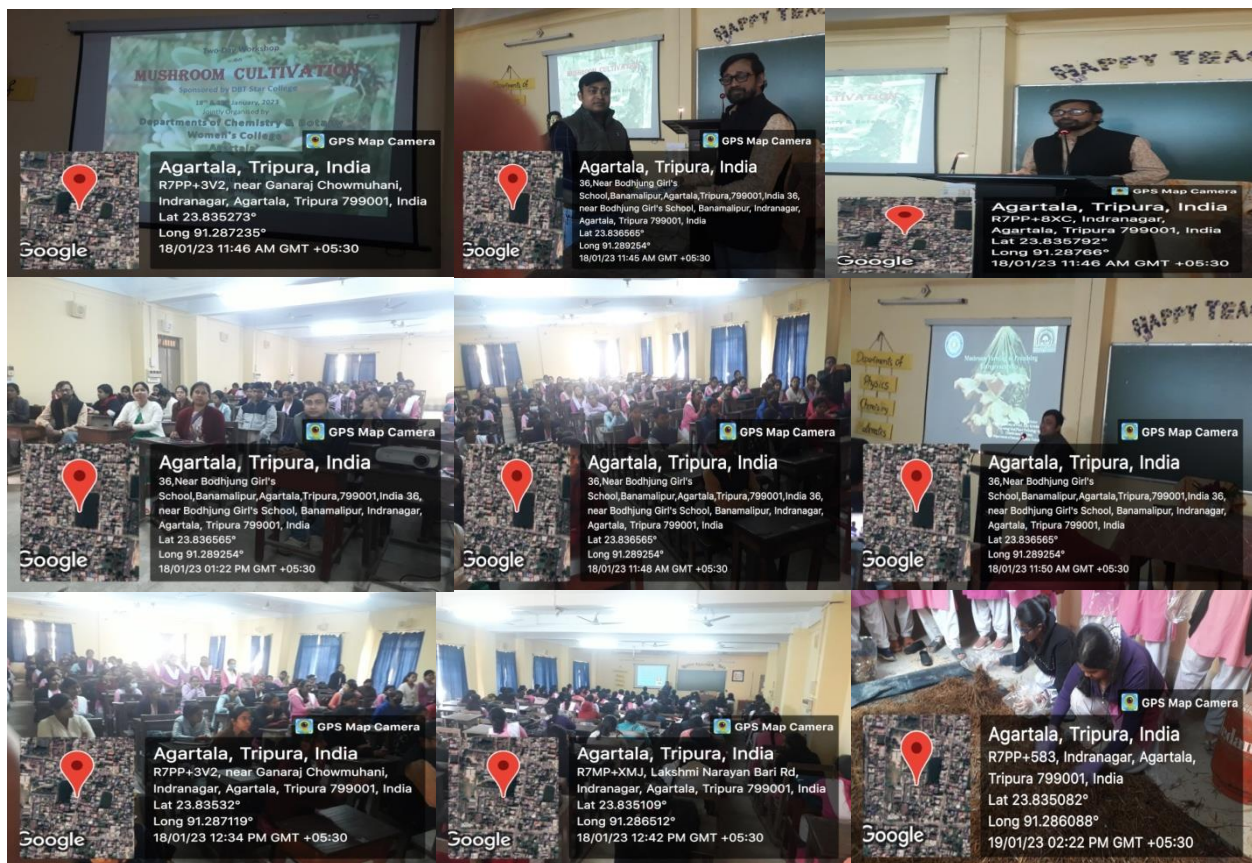 Two Day Workshop
on
MUSHROOM CULTIVATION
Sponsored by DBT Star College
18th & 19th January, 2023
Jointly Organised by
Departments of Chemistry & Botany
Women's College
Agartala
GPS Map Camera
Agartala, Tripura, India
R7PP+3V2, near Ganaraj Chowmuhani,
Indranagar, Agartala, Tripura 799001, India
Lat 23.835273°
Long 91.287235°
18/01/23 11:46 AM GMT +05:30
Google
HAPPY TEA
GPS Map Camera
Agartala, Tripura, India
36,Near Bodhjung Girl's
School,Banamalipur,Agartala,Tripura,799001,India 36,
near Bodhjung Girl's School, Banamalipur, Indranagar,
Agartala, Tripura 799001, India
Lat 23.836565°
Long 91.289254°
18/01/23 11:45 AM GMT +05:30
Google
HAPPY TEAC
LTIVATION
GPS Map Camera
Agartala, Tripura, India
R7PP+8XC, Indranagar,
Agartala, Tripura 799001, India
Lat 23.835792°
Long 91.28766°
18/01/23 11:46 AM GMT +05:30
Google
GPS Map Camera
Agartala, Tripura, India
36,Near Bodhjung Girl's
School,Banamalipur,Agartala,Tripura,799001,India 36,
near Bodhjung Girl's School, Banamalipur, Indranagar,
Agartala, Tripura 799001, India
Lat 23.836565°
Long 91.289254°
18/01/23 01:22 PM GMT +05:30
Google
GPS Map Camera
Agartala, Tripura, India
36,Near Bodhjung Girl's
School,Banamalipur,Agartala,Tripura,799001,India 36,
near Bodhjung Girl's School, Banamalipur, Indranagar,
Agartala, Tripura 799001, India
Lat 23.836565°
Long 91.289254°
18/01/23 11:48 AM GMT +05:30
Google
HAPPY TEA
Departments of
Physics
Chemistry
Mushroom
GPS Map Camera
Agartala, Tripura, India
36,Near Bodhjung Girl's
School,Banamalipur,Agartala,Tripura,799001,India 36,
near Bodhjung Girl's School, Banamalipur, Indranagar,
Agartala, Tripura 799001, India
Lat 23.836565°
Long 91.289254°
18/01/23 11:50 AM GMT +05:30
Google
GPS Map Camera
Agartala, Tripura, India
R7PP+3V2, near Ganaraj Chowmuhani,
Indranagar, Agartala, Tripura 799001, India
Lat 23.83532°
Long 91.287119°
18/01/23 12:34 PM GMT +05:30
Google
GPS Map Camera
Agartala, Tripura, India
R7MP+XMJ, Lakshmi Narayan Bari Rd,
Indranagar, Agartala, Tripura 799001, India
Lat 23.835109°
Long 91.286512°
18/01/23 12:42 PM GMT +05:30
Google
GPS Map Camera
Agartala, Tripura, India
R7PP+583, Indranagar, Agartala,
Tripura 799001, India
Lat 23.835082°
Long 91.286088°
19/01/23 02:22 PM GMT +05:30
Google